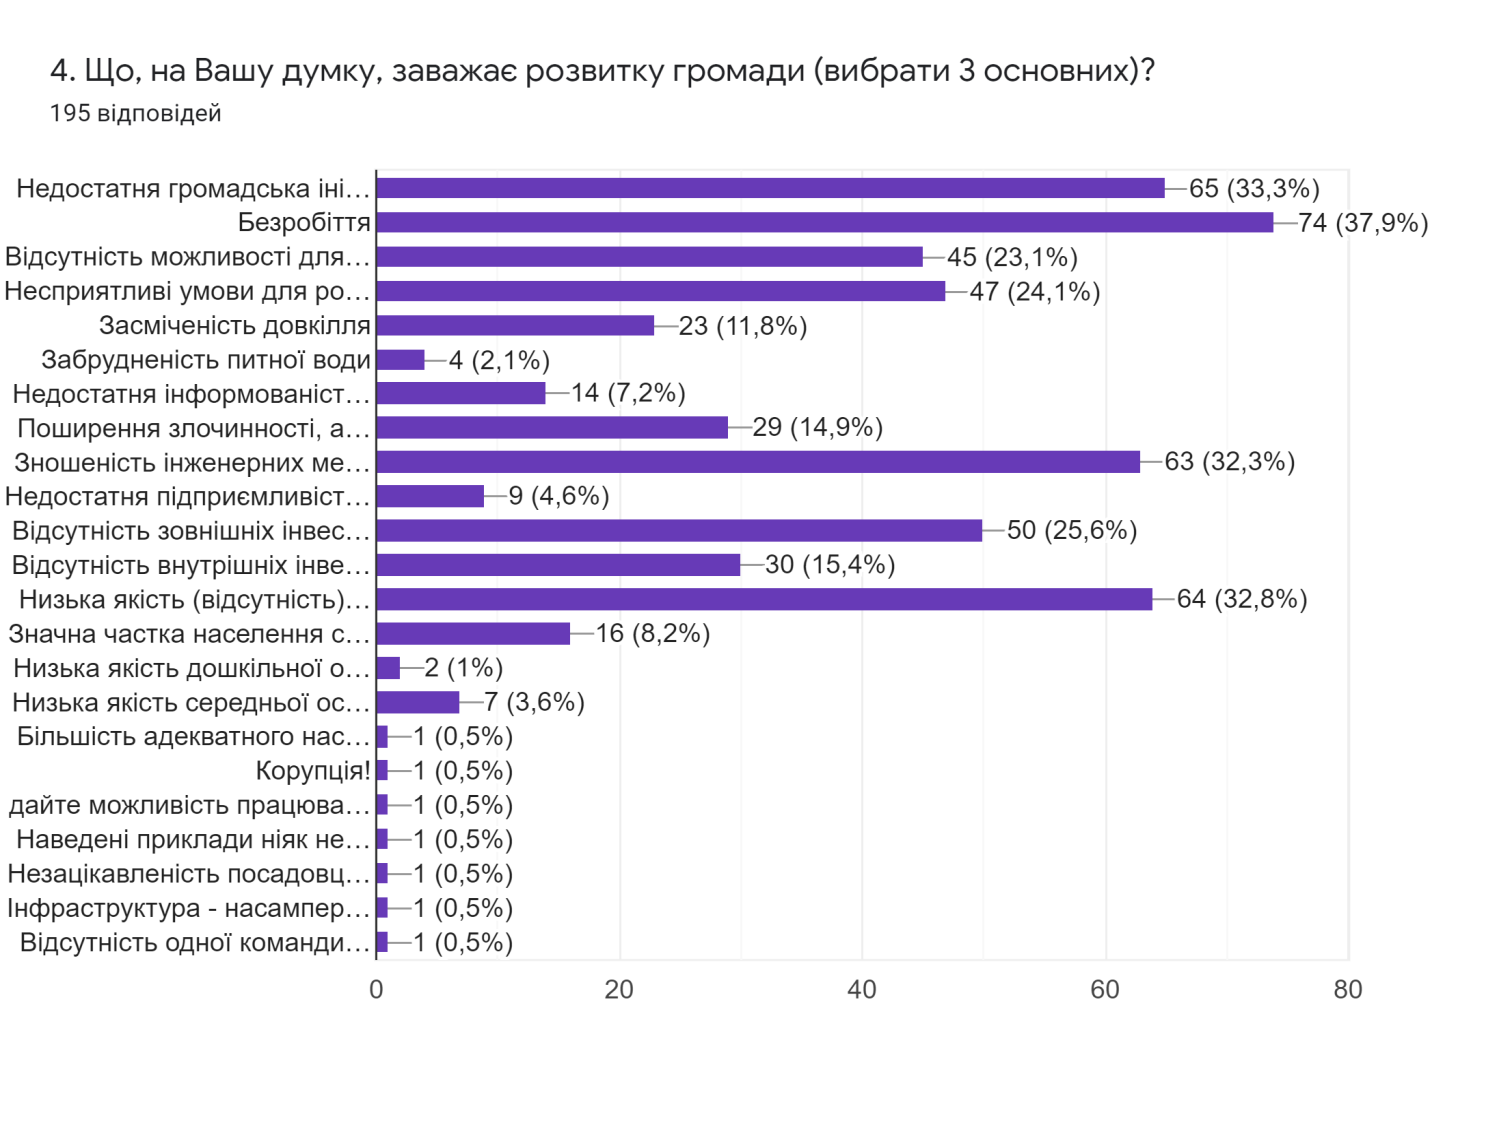 4. Що, на Вашу думку, заважає розвитку громади (вибрати 3 основних)?
195 відповідей
Недостатня громадська іні… 65 (33,3%)
Безробіття 74 (37,9%)
Відсутність можливості для… 45 (23,1%)
Несприятливі умови для ро… 47 (24,1%)
Засміченість довкілля 23 (11,8%)
Забрудненість питної води 4 (2,1%)
Недостатня інформованіст… 14 (7,2%)
Поширення злочинності, а… 29 (14,9%)
Зношеність інженерних ме… 63 (32,3%)
Недостатня підприємливіст… 9 (4,6%)
Відсутність зовнішніх інвес… 50 (25,6%)
Відсутність внутрішніх інве… 30 (15,4%)
Низька якість (відсутність)… 64 (32,8%)
Значна частка населення с… 16 (8,2%)
Низька якість дошкільної о… 2 (1%)
Низька якість середньої ос… 7 (3,6%)
Більшість адекватного нас… 1 (0,5%)
Корупція! 1 (0,5%)
дайте можливість працюва… 1 (0,5%)
Наведені приклади ніяк не… 1 (0,5%)
Незацікавленість посадовц… 1 (0,5%)
Інфраструктура - насампер… 1 (0,5%)
Відсутність одної команди… 1 (0,5%)
0 20 40 60 80